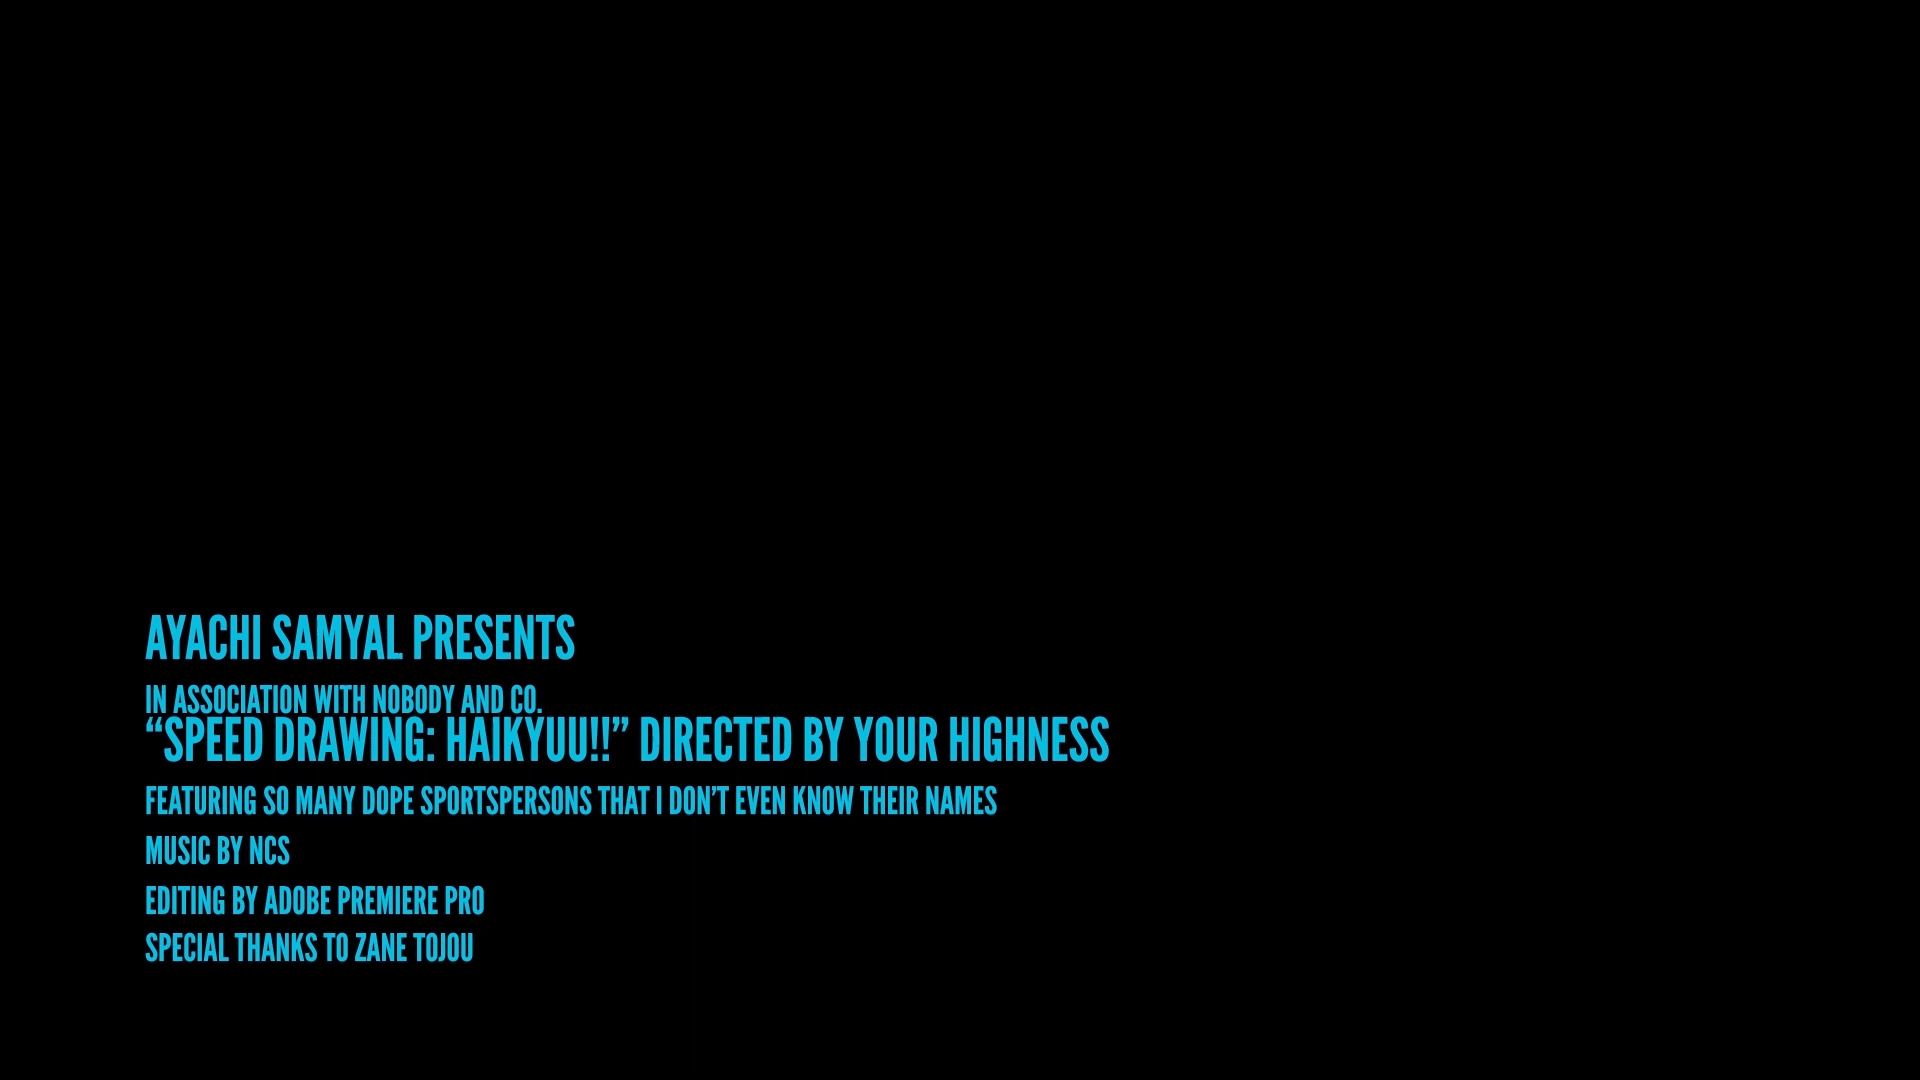 AYACHI SAMYAL PRESENTS
IN ASSOCIATION WITH NOBODY AND CO.
“SPEED DRAWING: HAIKYUU!!” DIRECTED BY YOUR HIGHNESS
FEATURING SO MANY DOPE SPORTSPERSONS THAT I DON’T EVEN KNOW THEIR NAMES
MUSIC BY NCS
EDITING BY ADOBE PREMIERE PRO
SPECIAL THANKS TO ZANE TOJOU